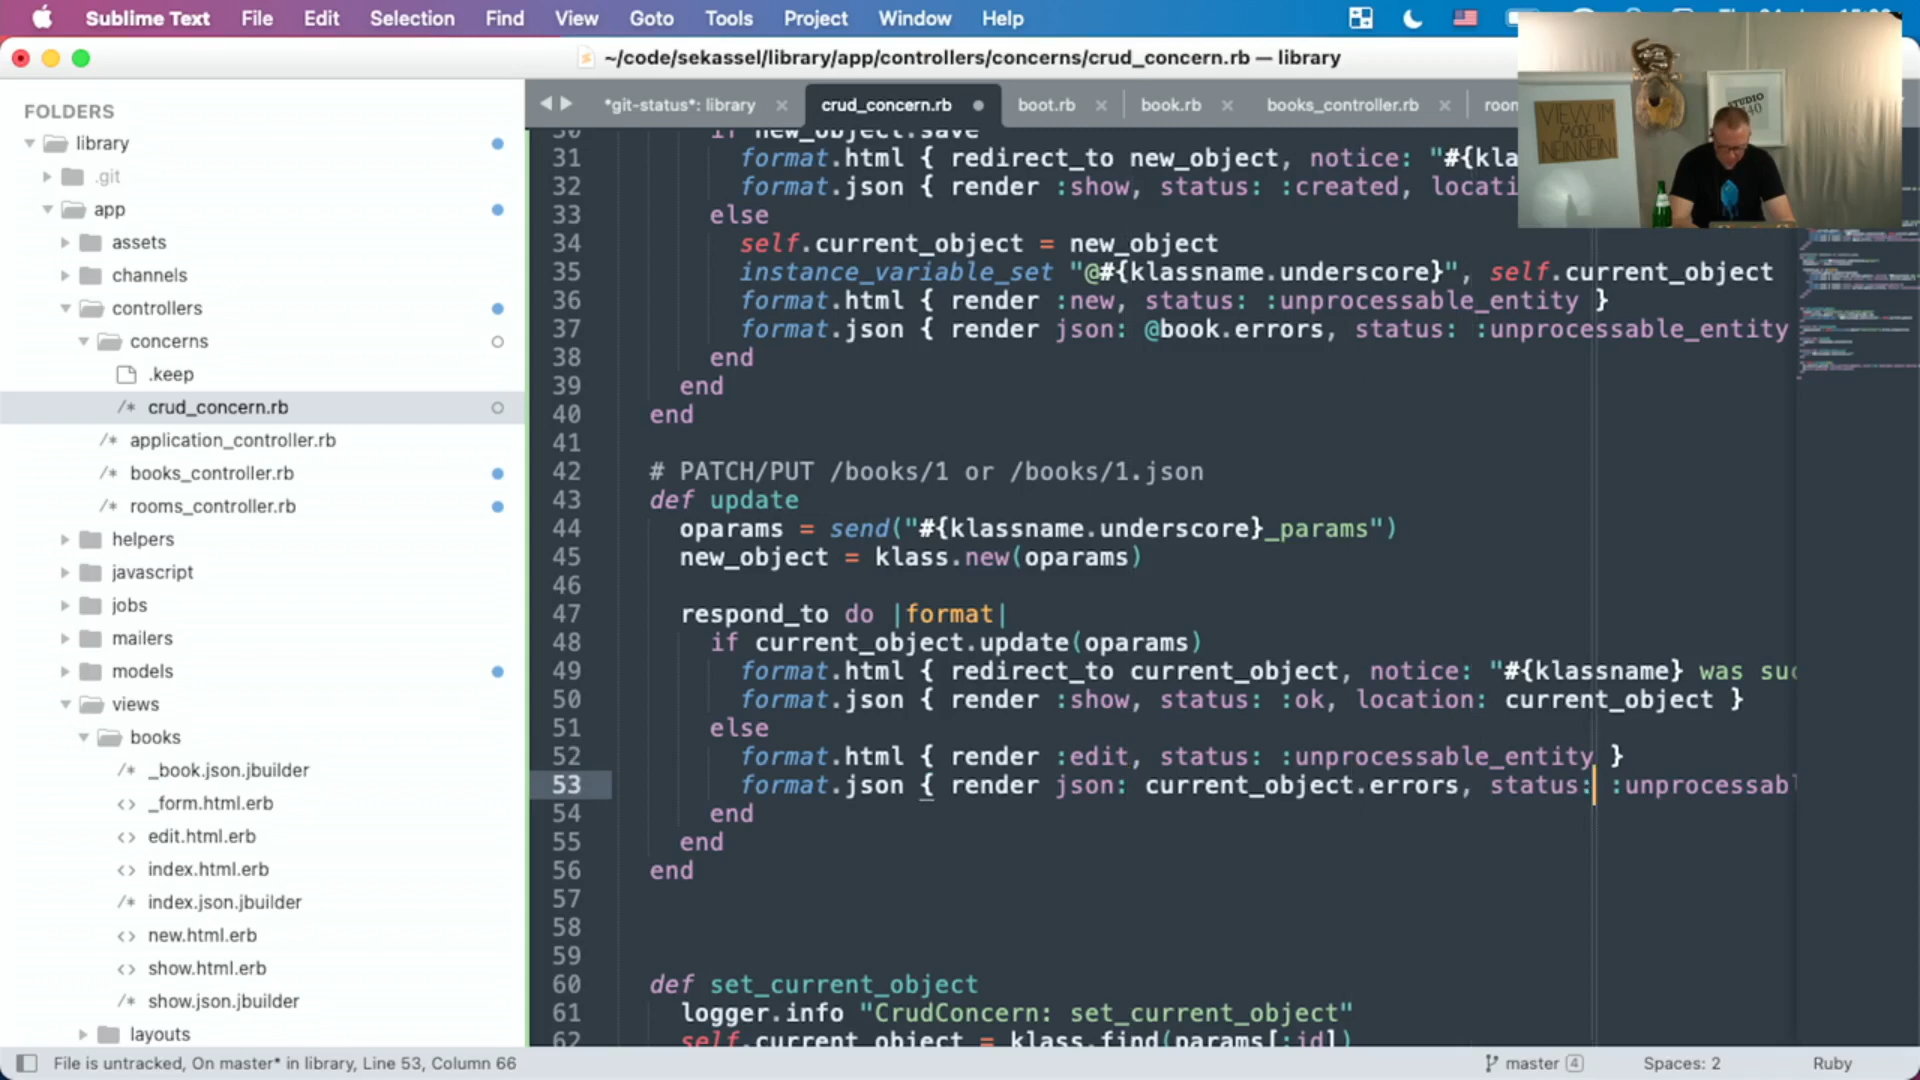 Sublime Text File Edit Selection Find View Goto Tools Project Window Help
~/code/sekassel/library/app/controllers/concerns/crud_concern.rb — library
FOLDERS
library
.git
app
assets
channels
controllers
concerns
.keep
crud_concern.rb
application_controller.rb
books_controller.rb
rooms_controller.rb
helpers
javascript
jobs
mailers
models
views
books
_book.json.jbuilder
_form.html.erb
edit.html.erb
index.html.erb
index.json.jbuilder
new.html.erb
show.html.erb
show.json.jbuilder
layouts
*git-status*: library × crud_concern.rb boot.rb × book.rb × books_controller.rb ×
VIEW IM
MODEL
NEIN NEIN!
STUDIO
30 if new_object.save
31 format.html { redirect_to new_object, notice: "#{kla
32 format.json { render :show, status: :created, locati
33 else
34 self.current_object = new_object
35 instance_variable_set "@#{klassname.underscore}", self.current_object
36 format.html { render :new, status: :unprocessable_entity }
37 format.json { render json: @book.errors, status: :unprocessable_entity
38 end
39 end
40 end
41
42 # PATCH/PUT /books/1 or /books/1.json
43 def update
44 oparams = send("#{klassname.underscore}_params")
45 new_object = klass.new(oparams)
46
47 respond_to do |format|
48 if current_object.update(oparams)
49 format.html { redirect_to current_object, notice: "#{klassname} was suc
50 format.json { render :show, status: :ok, location: current_object }
51 else
52 format.html { render :edit, status: :unprocessable_entity }
53 format.json { render json: current_object.errors, status: :unprocessabl
54 end
55 end
56 end
57
58
59
60 def set_current_object
61 logger.info "CrudConcern: set_current_object"
62 self.current_object = klass.find(params[:id])
File is untracked, On master* in library, Line 53, Column 66
master 4 Spaces: 2 Ruby